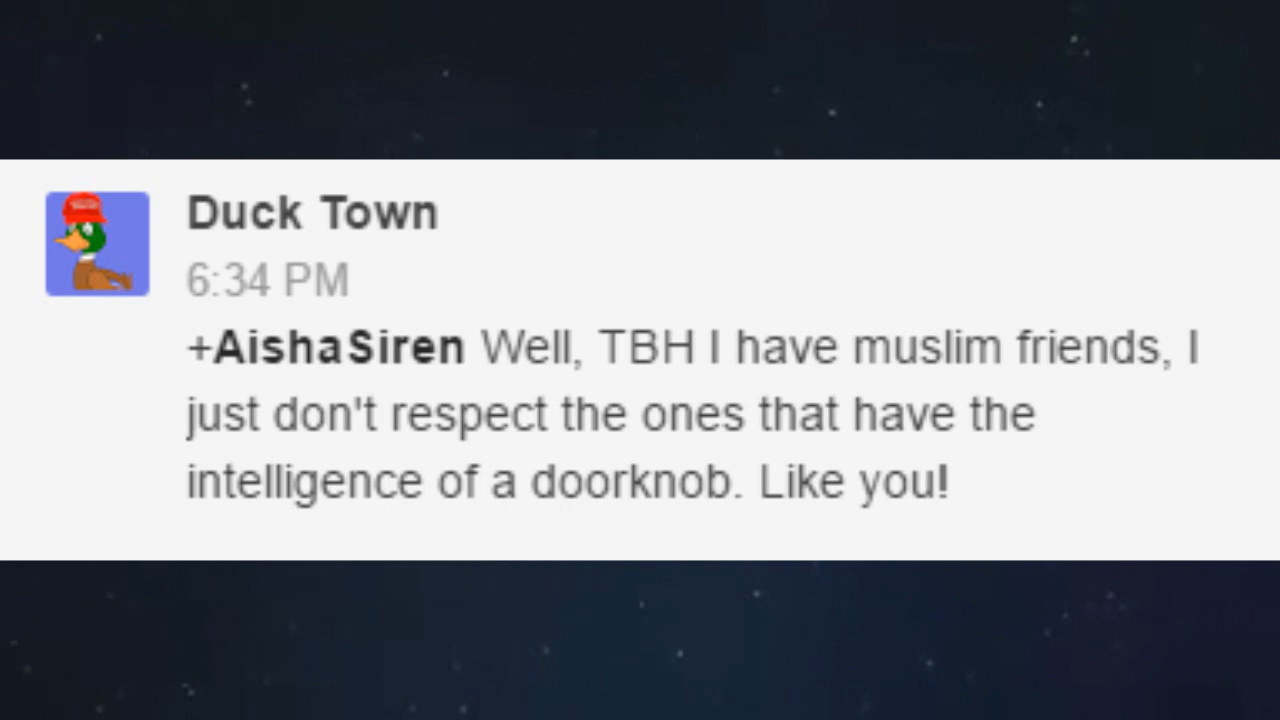 Duck Town
6:34 PM
+AishaSiren Well, TBH I have muslim friends, I
just don't respect the ones that have the
intelligence of a doorknob. Like you!